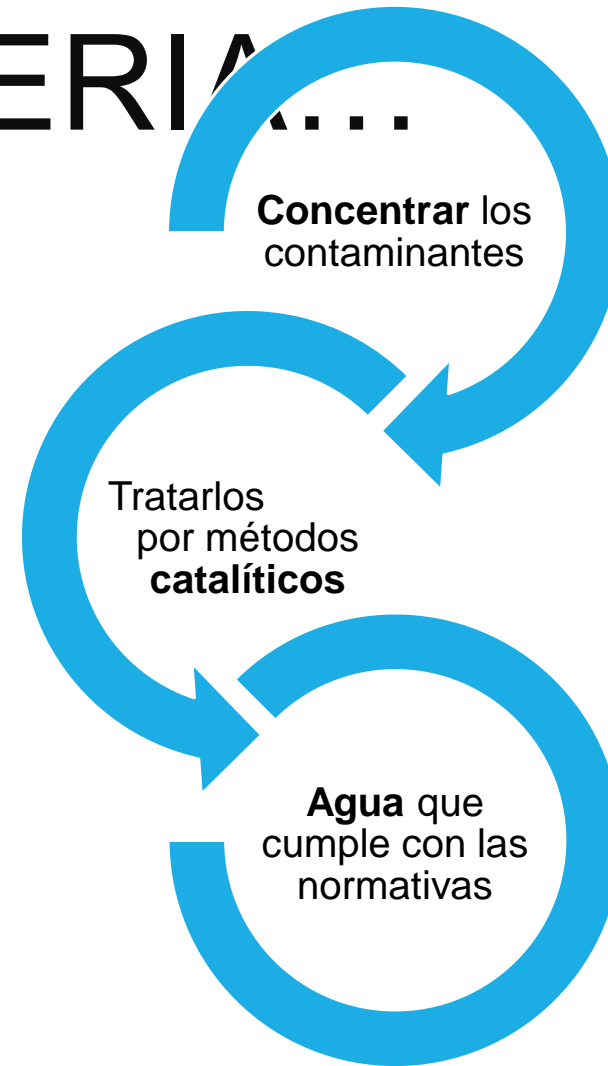 ERIA...
Concentrar los
contaminantes
Tratarlos
por métodos
catalíticos
Agua que
cumple con las
normativas